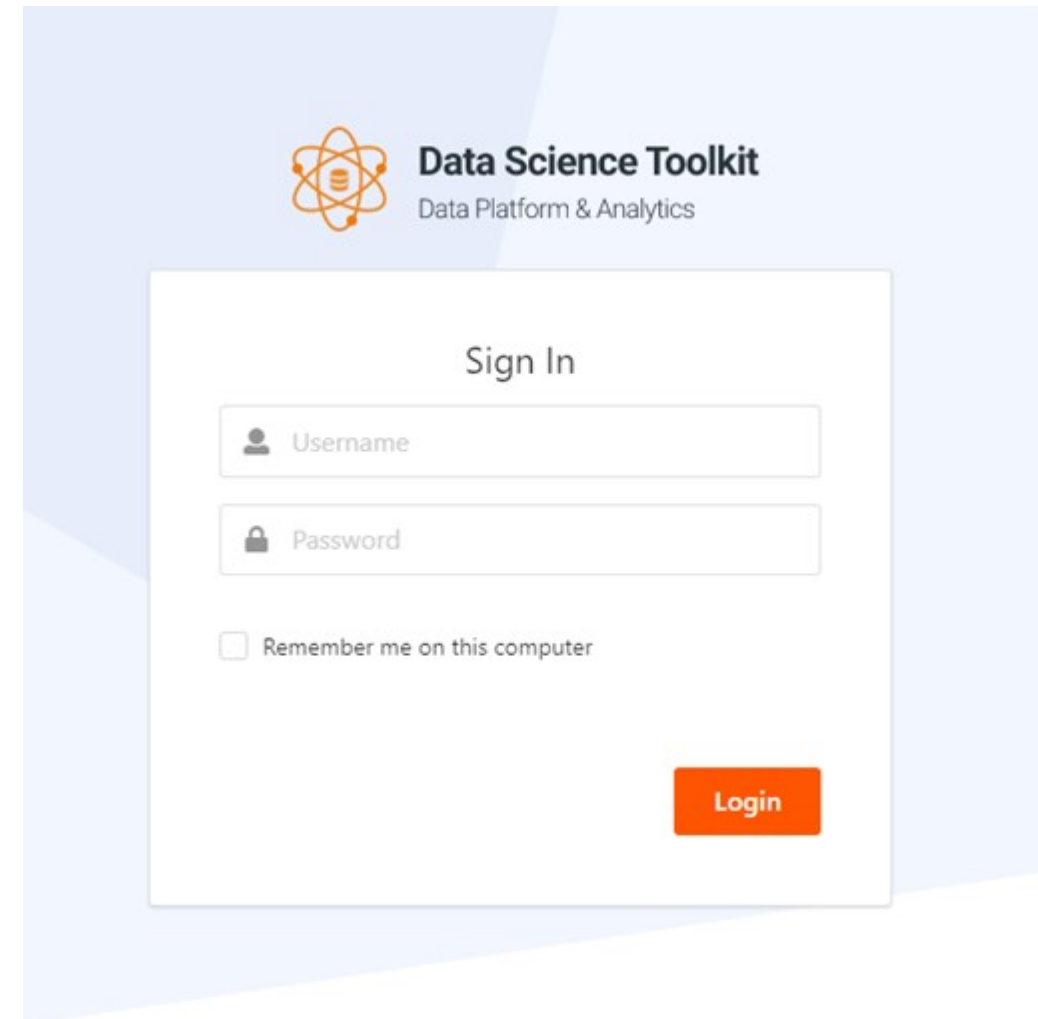 Data Science Toolkit
Data Platform & Analytics
Sign In
Username
Password
Remember me on this computer
Login